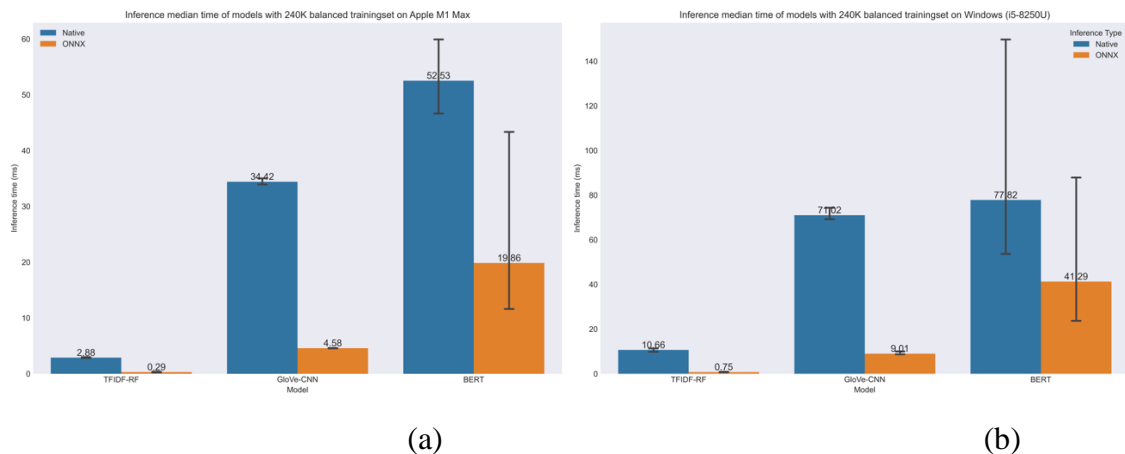 Inference median time of models with 240K balanced trainingset on Apple M1 Max
Native
ONNX
Inference time (ms)
60
50
40
30
20
10
0
52.53
34.42
19.86
4.58
2.88
0.29
TFIDF-RF
GloVe-CNN
BERT
Model
(a)
Inference median time of models with 240K balanced trainingset on Windows (i5-8250U)
Inference Type
Native
ONNX
Inference time (ms)
140
120
100
80
60
40
20
0
77.82
71.02
41.29
10.66
9.01
0.75
TFIDF-RF
GloVe-CNN
BERT
Model
(b)